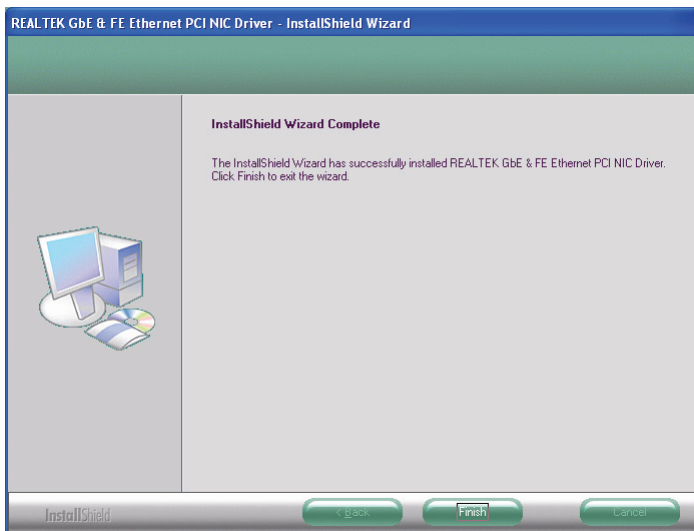 REALTEK GbE & FE Ethernet PCI NIC Driver - InstallShield Wizard
InstallShield Wizard Complete
The InstallShield Wizard has successfully installed REALTEK GbE & FE Ethernet PCI NIC Driver.
Click Finish to exit the wizard.
InstallShield
< Back
Finish
Cancel